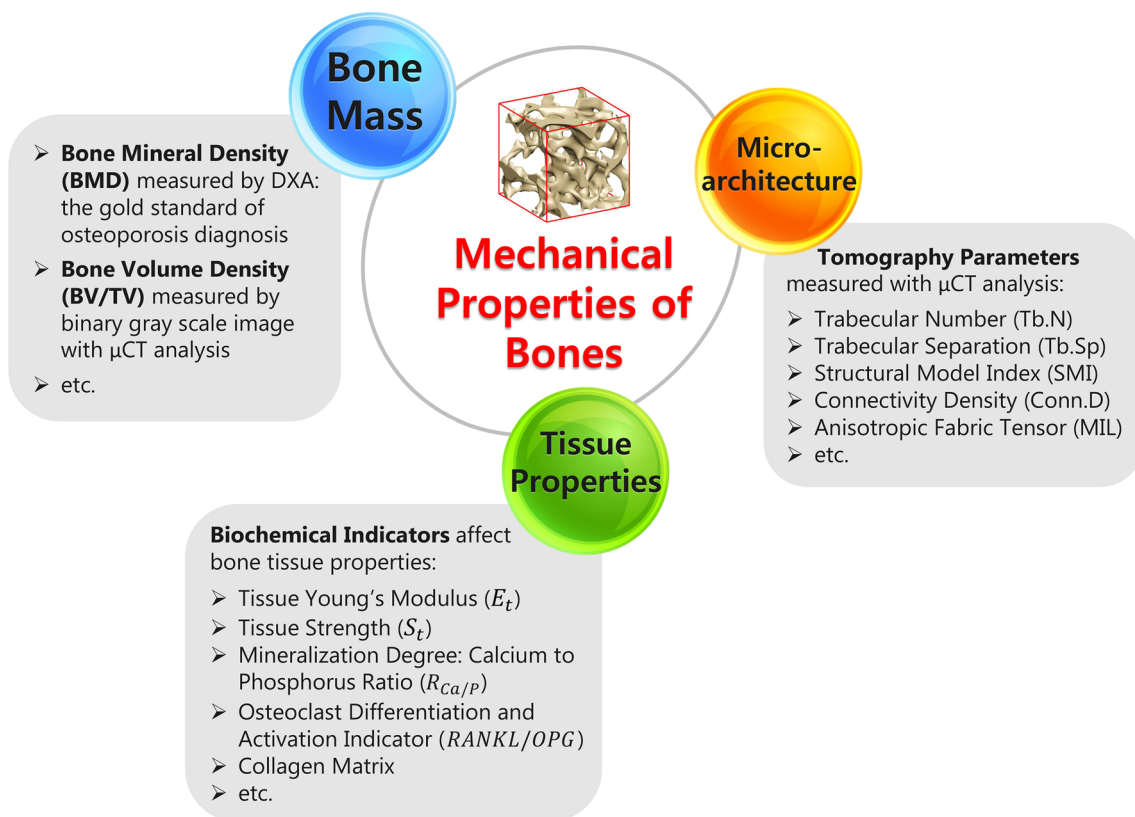 Bone
Mass
➤ Bone Mineral Density
(BMD) measured by DXA:
the gold standard of
osteoporosis diagnosis
➤ Bone Volume Density
(BV/TV) measured by
binary gray scale image
with µCT analysis
➤ etc.
Mechanical
Properties of
Bones
Micro-
architecture
Tomography Parameters
measured with µCT analysis:
➤ Trabecular Number (Tb.N)
➤ Trabecular Separation (Tb.Sp)
➤ Structural Model Index (SMI)
➤ Connectivity Density (Conn.D)
➤ Anisotropic Fabric Tensor (MIL)
➤ etc.
Tissue
Properties
Biochemical Indicators affect
bone tissue properties:
➤ Tissue Young's Modulus (E_t)
➤ Tissue Strength (S_t)
➤ Mineralization Degree: Calcium to
Phosphorus Ratio (R_{Ca/P})
➤ Osteoclast Differentiation and
Activation Indicator (RANKL/OPG)
➤ Collagen Matrix
➤ etc.